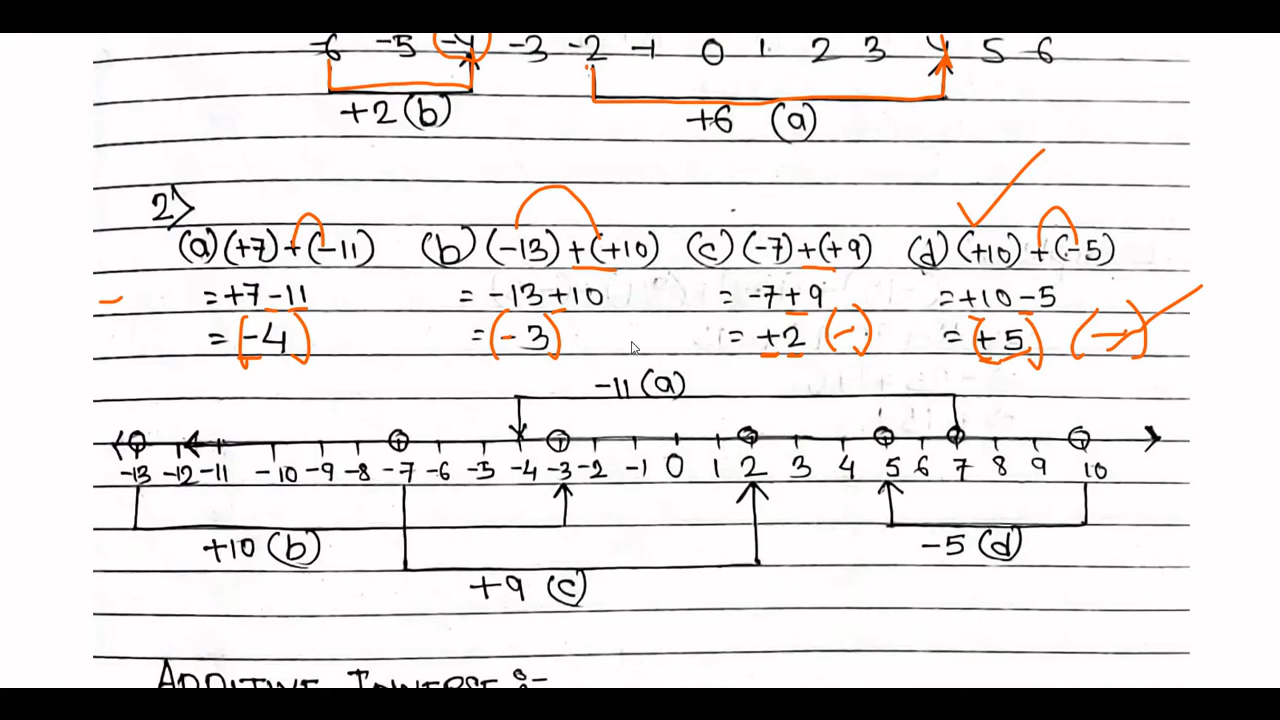 -6 -5 -4 -3 -2 -1 0 1 2 3 4 5 6
+2 (b) +6 (a)
2>
(a) (+7) + (-11) (b) (-13) + (+10) (c) (-7) + (+9) (d) (+10) + (-5)
= +7 - 11 = -13 + 10 = -7 + 9 = +10 - 5
= -4 = (-3) = +2 (-) = (+5) (-)
-11 (a)
-13 -12 -11 -10 -9 -8 -7 -6 -5 -4 -3 -2 -1 0 1 2 3 4 5 6 7 8 9 10
+10 (b) -5 (d)
+9 (c)
ADDITIVE INVERSE :-